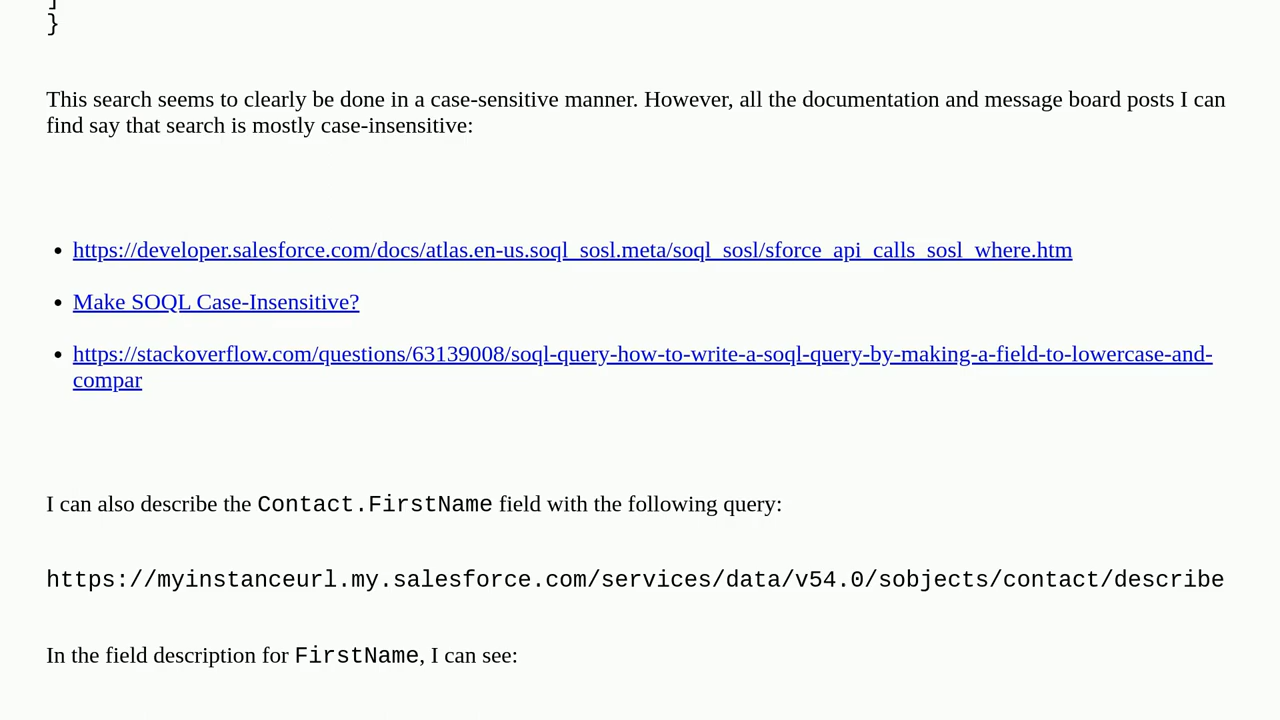 }
This search seems to clearly be done in a case-sensitive manner. However, all the documentation and message board posts I can
find say that search is mostly case-insensitive:
• https://developer.salesforce.com/docs/atlas.en-us.soql_sosl.meta/soql_sosl/sforce_api_calls_sosl_where.htm
• Make SOQL Case-Insensitive?
• https://stackoverflow.com/questions/63139008/soql-query-how-to-write-a-soql-query-by-making-a-field-to-lowercase-and-
compar
I can also describe the Contact.FirstName field with the following query:
https://myinstanceurl.my.salesforce.com/services/data/v54.0/sobjects/contact/describe
In the field description for FirstName, I can see: